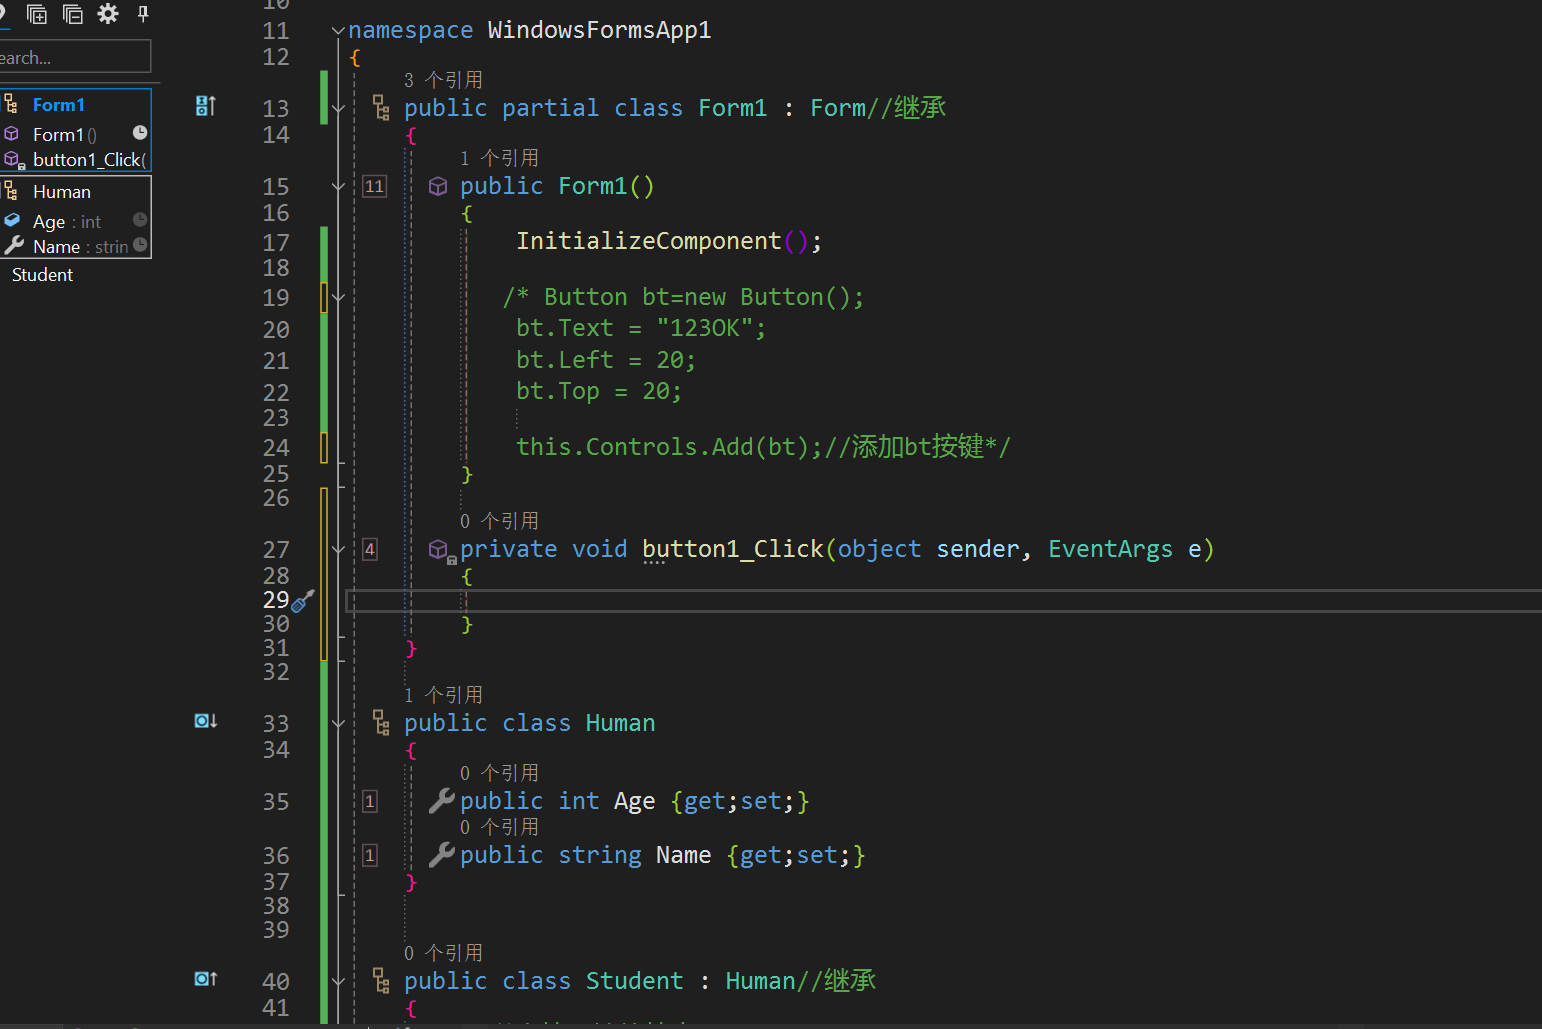 earch...
Form1
Form1()
button1_Click(
Human
Age : int
Name : strin
Student
11 namespace WindowsFormsApp1
12 {
3 个引用
13 public partial class Form1 : Form//继承
14 {
1 个引用
15 11 public Form1()
16 {
17 InitializeComponent();
18
19 /* Button bt=new Button();
20 bt.Text = "123OK";
21 bt.Left = 20;
22 bt.Top = 20;
23
24 this.Controls.Add(bt);//添加bt按键*/
25 }
26
0 个引用
27 4 private void button1_Click(object sender, EventArgs e)
28 {
29
30 }
31 }
32
1 个引用
33 public class Human
34 {
0 个引用
35 1 public int Age {get;set;}
0 个引用
36 1 public string Name {get;set;}
37 }
38
39
0 个引用
40 public class Student : Human//继承
41 {